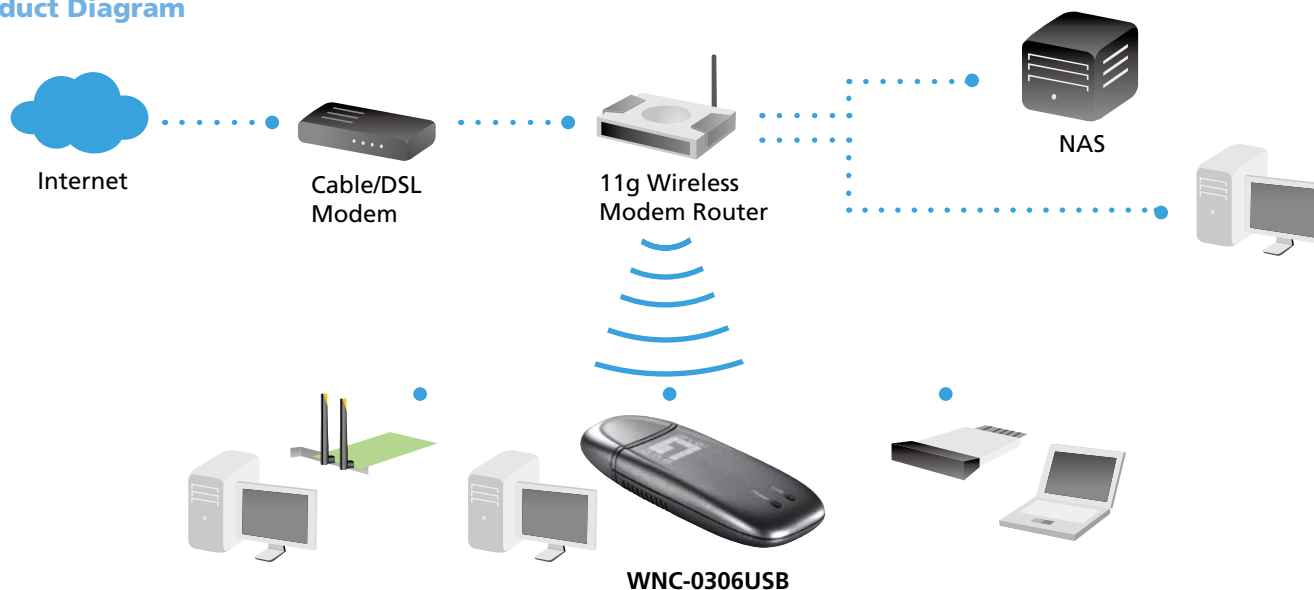 duct Diagram
Internet
Cable/DSL
Modem
11g Wireless
Modem Router
NAS
WNC-0306USB